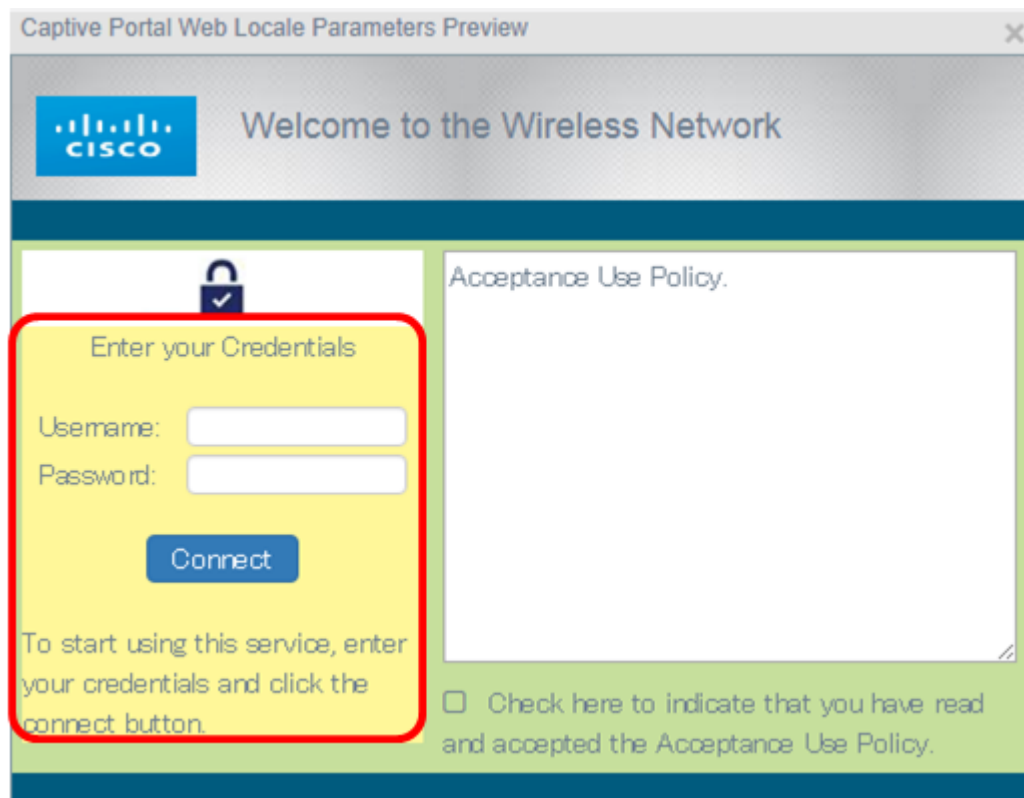 Captive Portal Web Locale Parameters Preview
CISCO
Welcome to the Wireless Network
Enter your Credentials
Username:
Password:
Connect
To start using this service, enter
your credentials and click the
connect button.
Acceptance Use Policy.
Check here to indicate that you have read
and accepted the Acceptance Use Policy.